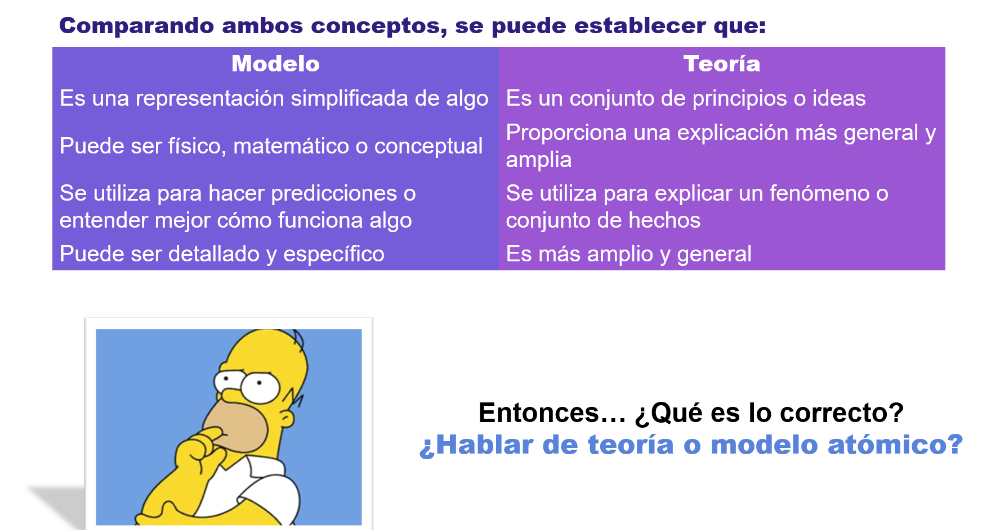 Comparando ambos conceptos, se puede establecer que:
Modelo
Teoría
Es una representación simplificada de algo
Es un conjunto de principios o ideas
Puede ser físico, matemático o conceptual
Proporciona una explicación más general y
amplia
Se utiliza para hacer predicciones o
entender mejor cómo funciona algo
Se utiliza para explicar un fenómeno o
conjunto de hechos
Puede ser detallado y específico
Es más amplio y general
Entonces… ¿Qué es lo correcto?
¿Hablar de teoría o modelo atómico?